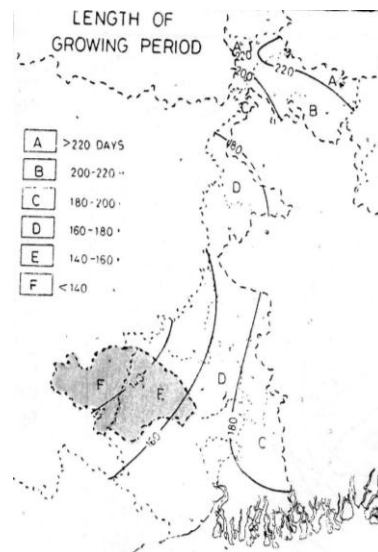 LENGTH OF
GROWING PERIOD
A >220 DAYS
B 200-220 "
C 180-200 "
D 160-180 "
E 140-160 "
F <140
A
220
200
220
A
B
C
180
D
F
E
D
160
180
C